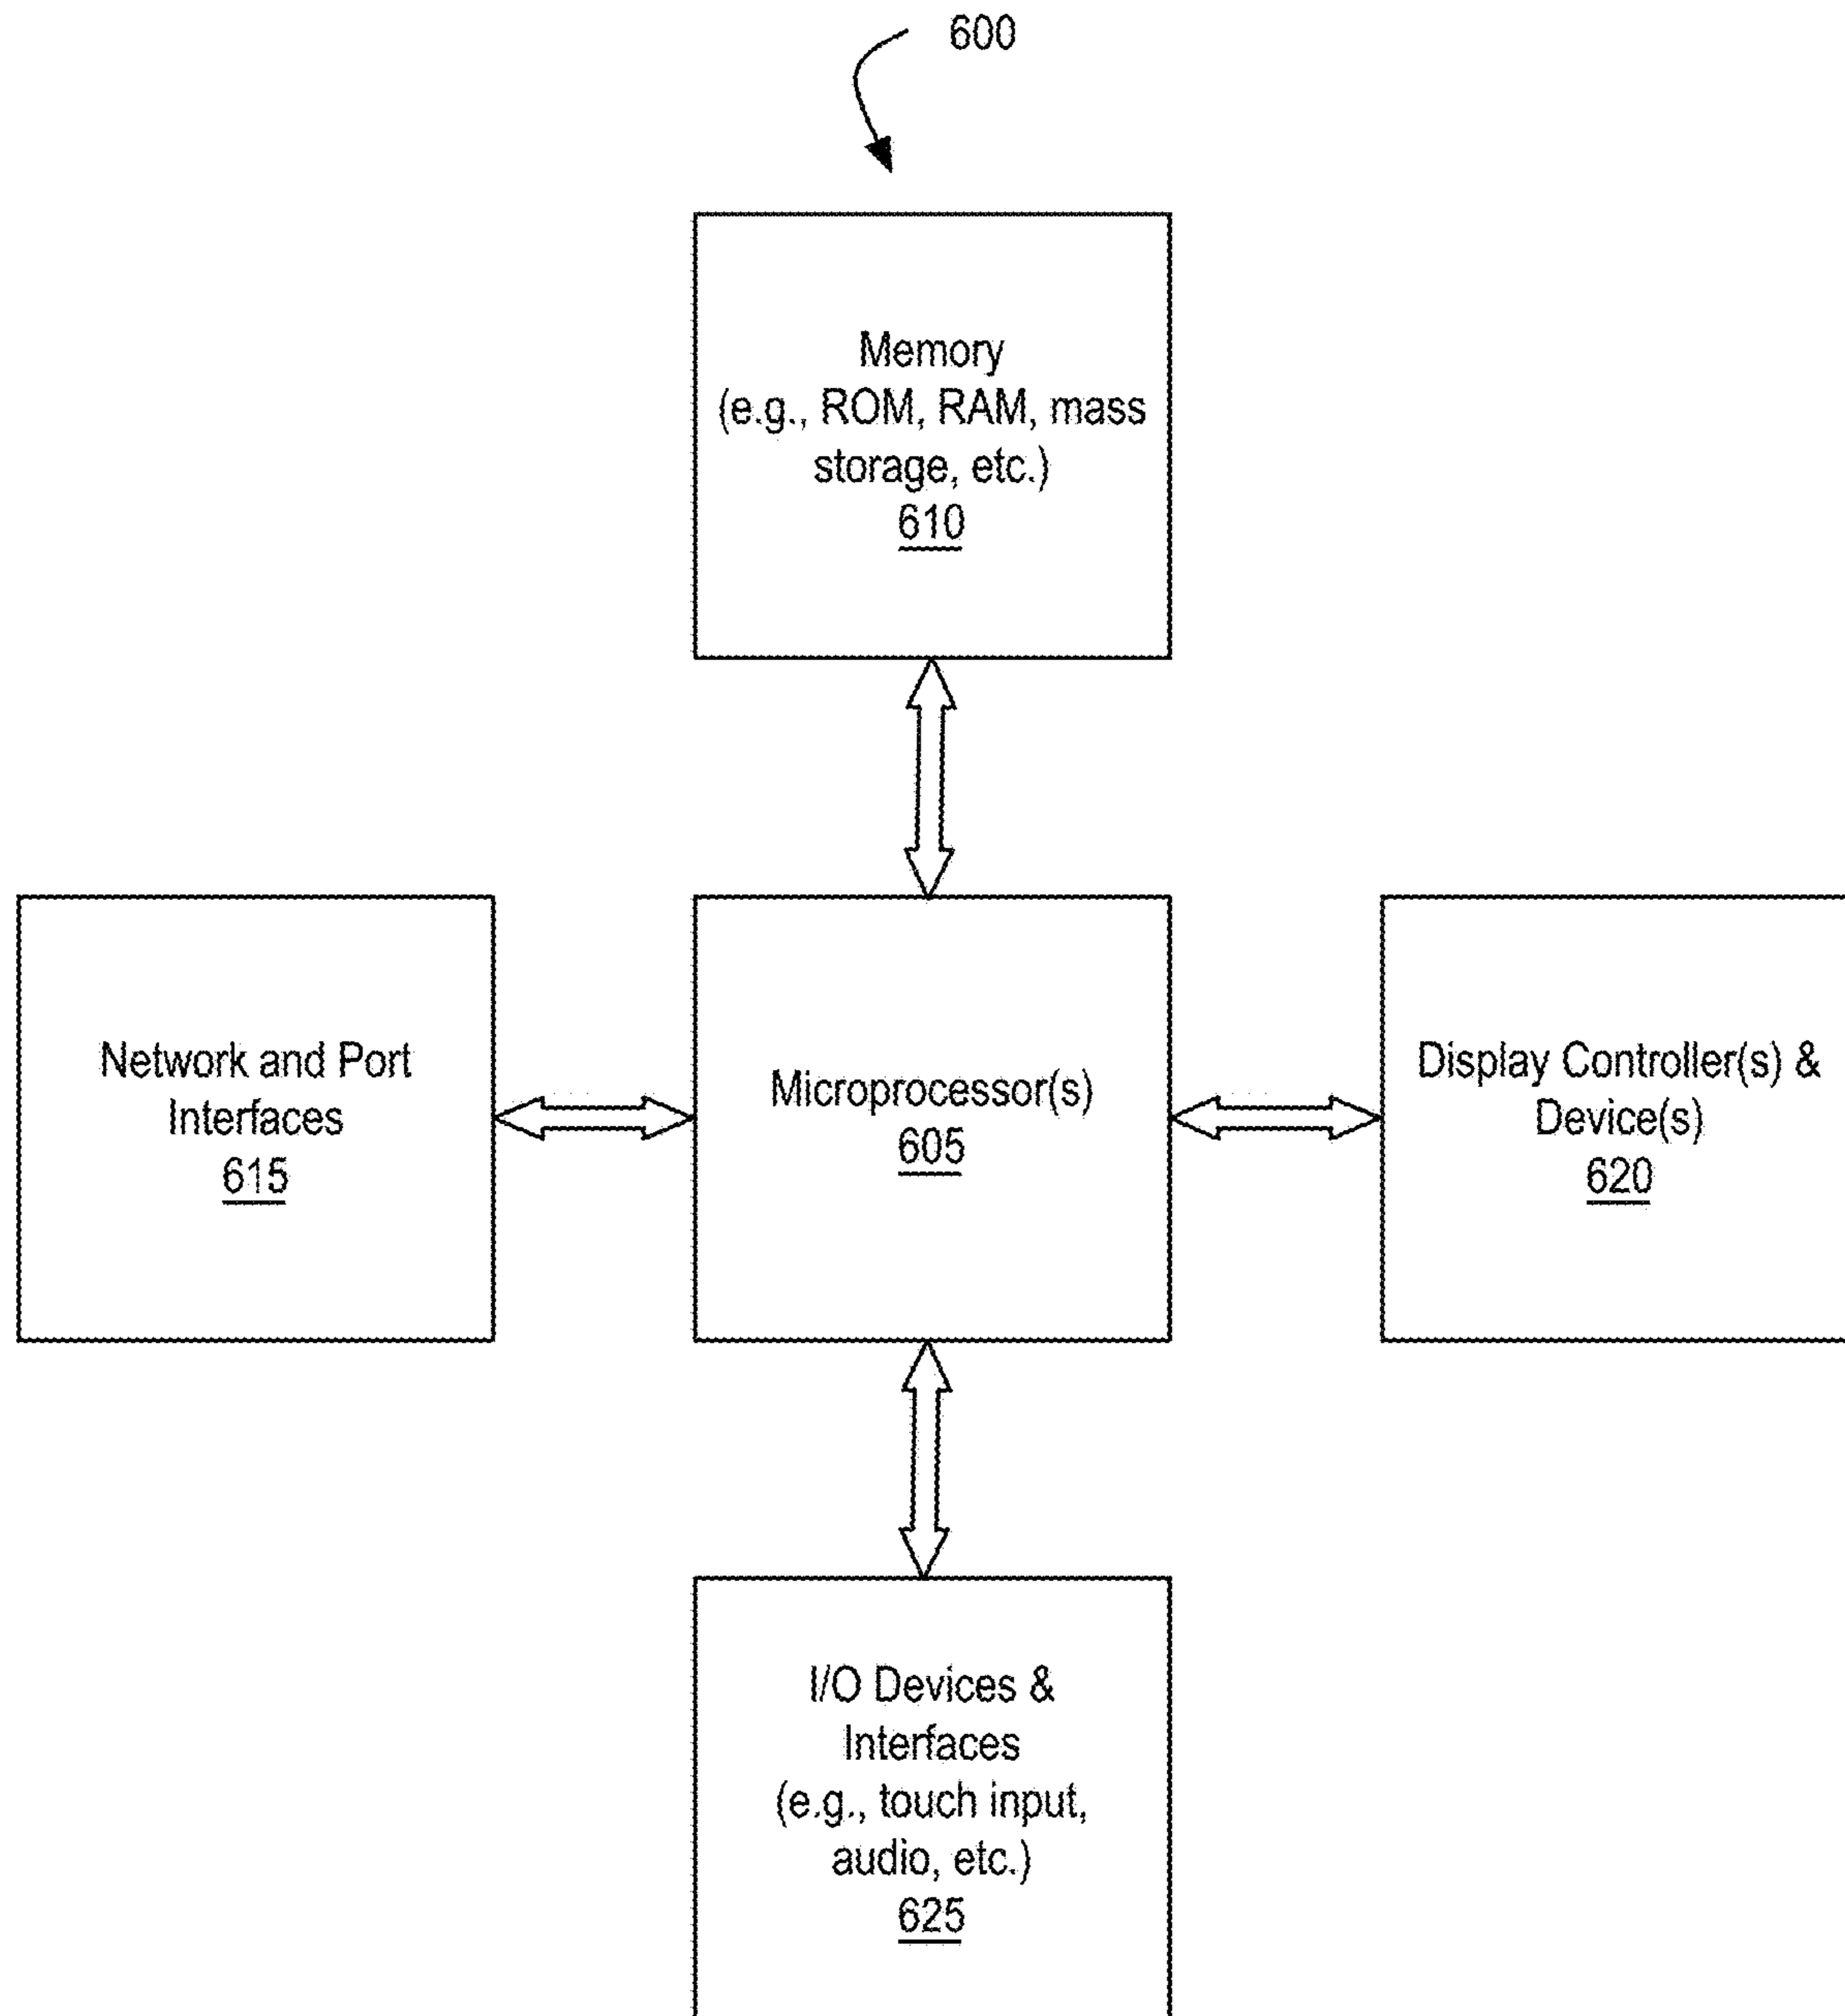 600
Memory
(e.g., ROM, RAM, mass
storage, etc.)
610
Network and Port
Interfaces
615
Microprocessor(s)
605
Display Controller(s) &
Device(s)
620
I/O Devices &
Interfaces
(e.g., touch input,
audio, etc.)
625